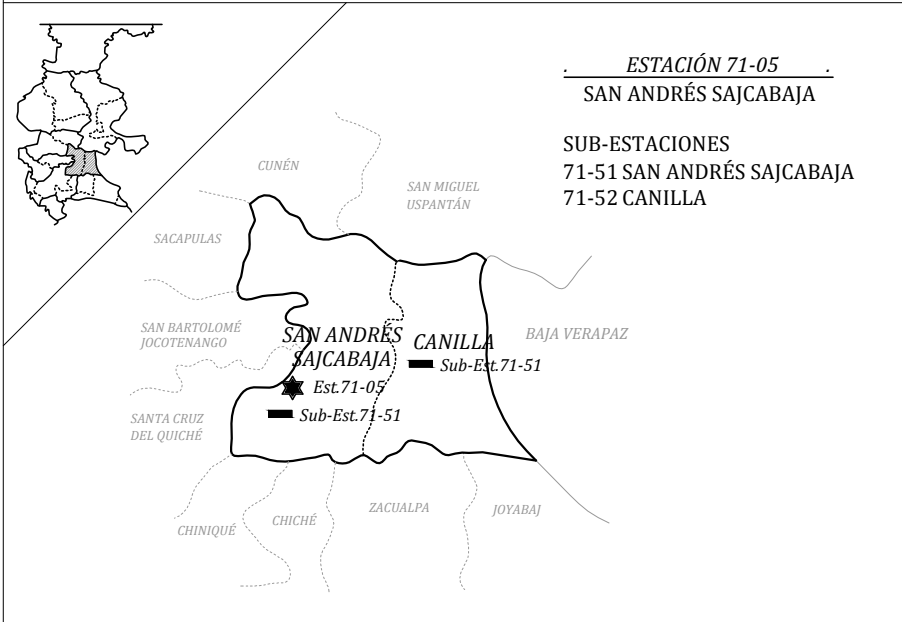 . ESTACIÓN 71-05 .
SAN ANDRÉS SAJCABAJA
SUB-ESTACIONES
71-51 SAN ANDRÉS SAJCABAJA
71-52 CANILLA
CUNÉN
SAN MIGUEL
USPANTÁN
SACAPULAS
SAN BARTOLOMÉ
JOCOTENANGO
SAN ANDRÉS
SAJCABAJA
CANILLA
BAJA VERAPAZ
Sub-Est.71-51
Est.71-05
Sub-Est.71-51
SANTA CRUZ
DEL QUICHÉ
CHINIQUÉ
CHICHÉ
ZACUALPA
JOYABAJ